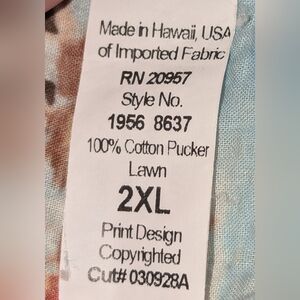 Made in Hawaii, USA
of Imported Fabric
RN 20957
Style No.
1956 8637
100% Cotton Pucker
Lawn
2XL
Print Design
Copyrighted
Cut# 030928A